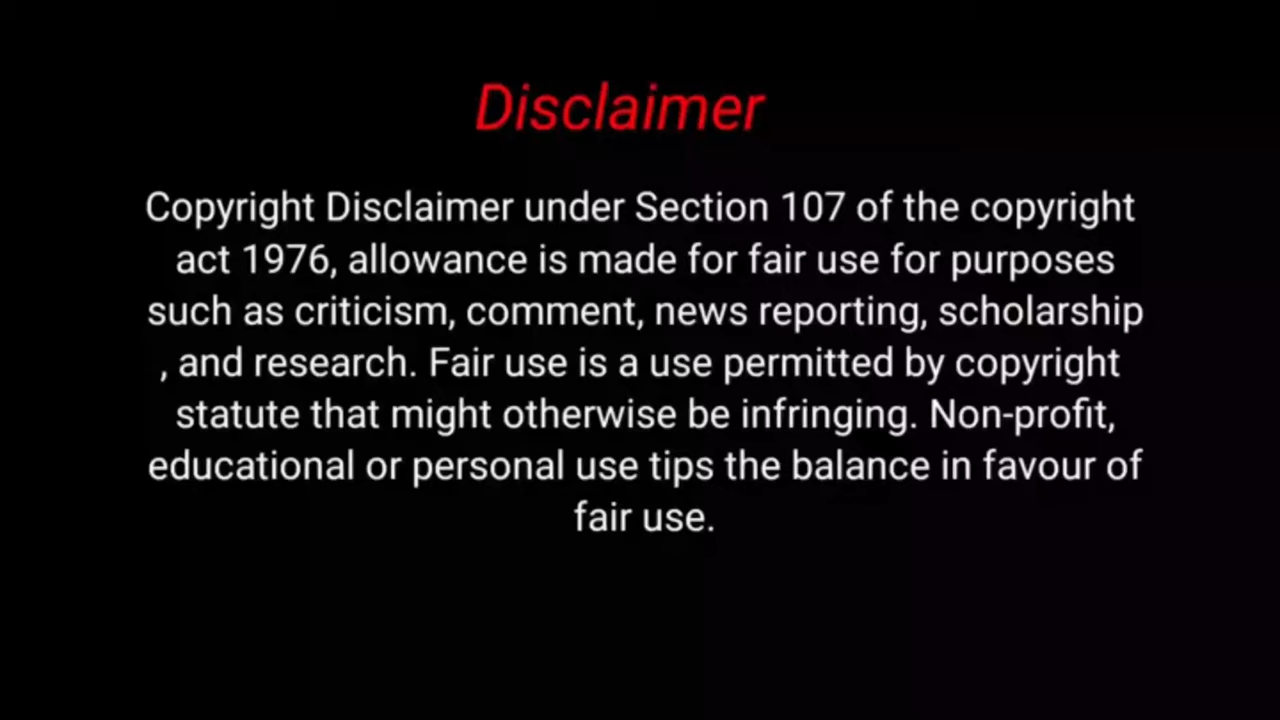 Disclaimer
Copyright Disclaimer under Section 107 of the copyright
act 1976, allowance is made for fair use for purposes
such as criticism, comment, news reporting, scholarship
, and research. Fair use is a use permitted by copyright
statute that might otherwise be infringing. Non-profit,
educational or personal use tips the balance in favour of
fair use.